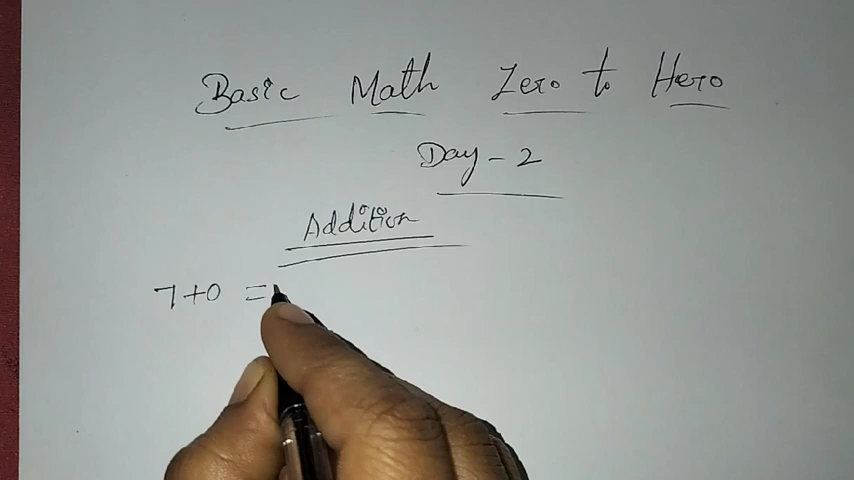 Basic Math Zero to Hero
Day - 2
Addition
7+0 =